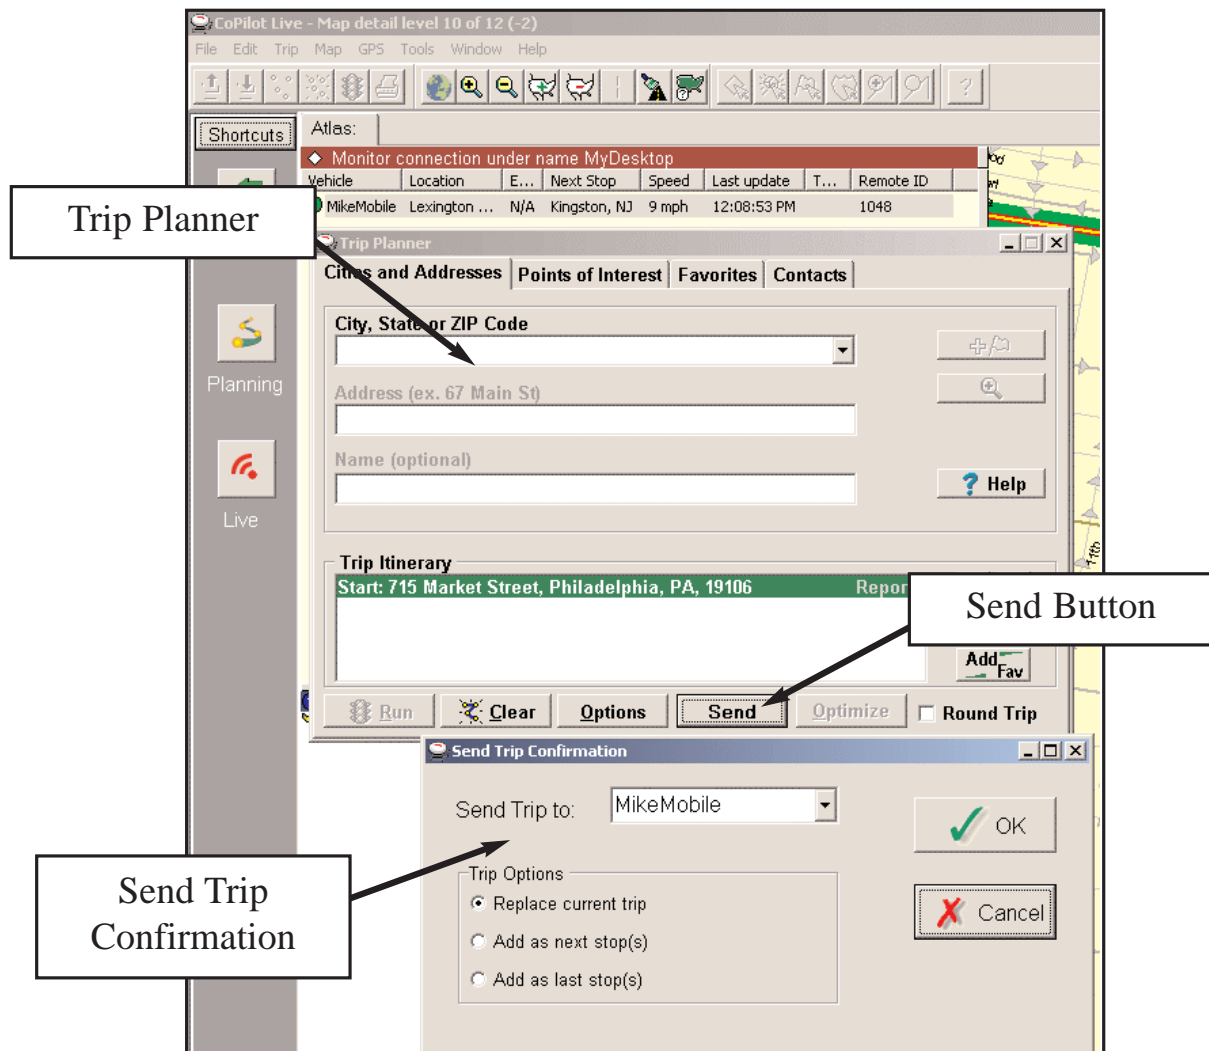 CoPilot Live - Map detail level 10 of 12 (-2)
File Edit Trip Map GPS Tools Window Help
Shortcuts
Atlas:
Monitor connection under name MyDesktop
Vehicle Location E... Next Stop Speed Last update T... Remote ID
MikeMobile Lexington ... N/A Kingston, NJ 9 mph 12:08:53 PM 1048
Trip Planner
Trip Planner
Cities and Addresses Points of Interest Favorites Contacts
City, State or ZIP Code
Planning
Address (ex. 67 Main St)
Name (optional)
Help
Live
11th
Trip Itinerary
Start: 715 Market Street, Philadelphia, PA, 19106 Repor
Send Button
Add
Fav
Run Clear Options Send Optimize Round Trip
Send Trip Confirmation
Send Trip to: MikeMobile
OK
Send Trip
Confirmation
Trip Options
Replace current trip
Cancel
Add as next stop(s)
Add as last stop(s)